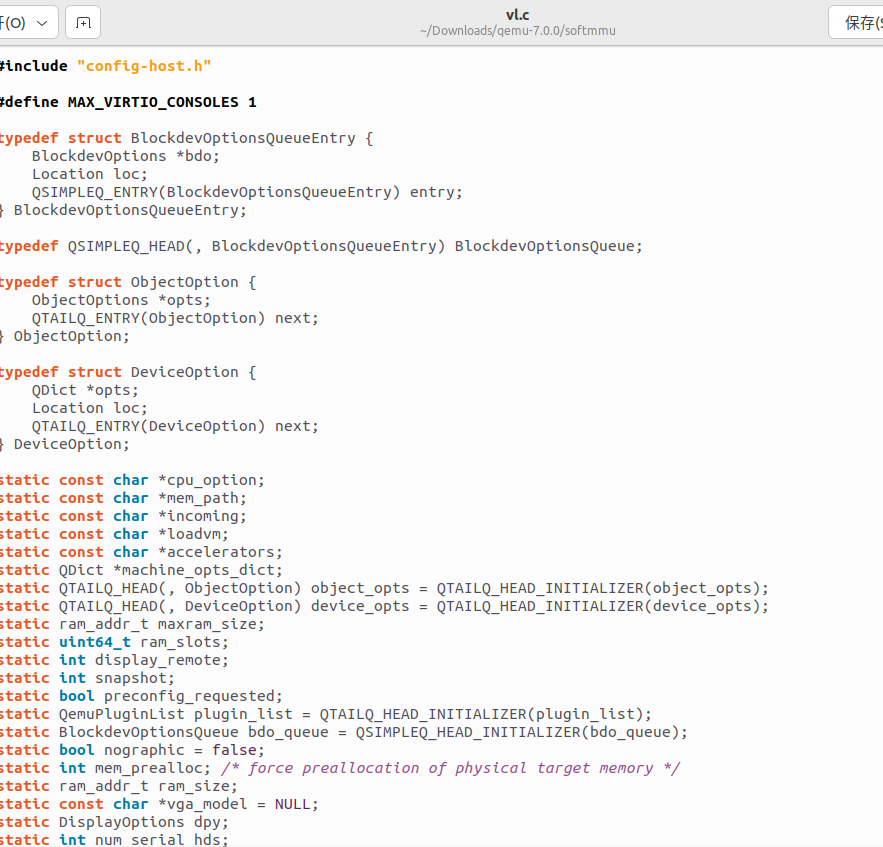 开(O)
vl.c
~/Downloads/qemu-7.0.0/softmmu
保存(S
#include "config-host.h"
#define MAX_VIRTIO_CONSOLES 1
typedef struct BlockdevOptionsQueueEntry {
    BlockdevOptions *bdo;
    Location loc;
    QSIMPLEQ_ENTRY(BlockdevOptionsQueueEntry) entry;
} BlockdevOptionsQueueEntry;
typedef QSIMPLEQ_HEAD(, BlockdevOptionsQueueEntry) BlockdevOptionsQueue;
typedef struct ObjectOption {
    ObjectOptions *opts;
    QTAILQ_ENTRY(ObjectOption) next;
} ObjectOption;
typedef struct DeviceOption {
    QDict *opts;
    Location loc;
    QTAILQ_ENTRY(DeviceOption) next;
} DeviceOption;
static const char *cpu_option;
static const char *mem_path;
static const char *incoming;
static const char *loadvm;
static const char *accelerators;
static QDict *machine_opts_dict;
static QTAILQ_HEAD(, ObjectOption) object_opts = QTAILQ_HEAD_INITIALIZER(object_opts);
static QTAILQ_HEAD(, DeviceOption) device_opts = QTAILQ_HEAD_INITIALIZER(device_opts);
static ram_addr_t maxram_size;
static uint64_t ram_slots;
static int display_remote;
static int snapshot;
static bool preconfig_requested;
static QemuPluginList plugin_list = QTAILQ_HEAD_INITIALIZER(plugin_list);
static BlockdevOptionsQueue bdo_queue = QSIMPLEQ_HEAD_INITIALIZER(bdo_queue);
static bool nographic = false;
static int mem_prealloc; /* force preallocation of physical target memory */
static ram_addr_t ram_size;
static const char *vga_model = NULL;
static DisplayOptions dpy;
static int num_serial_hds;